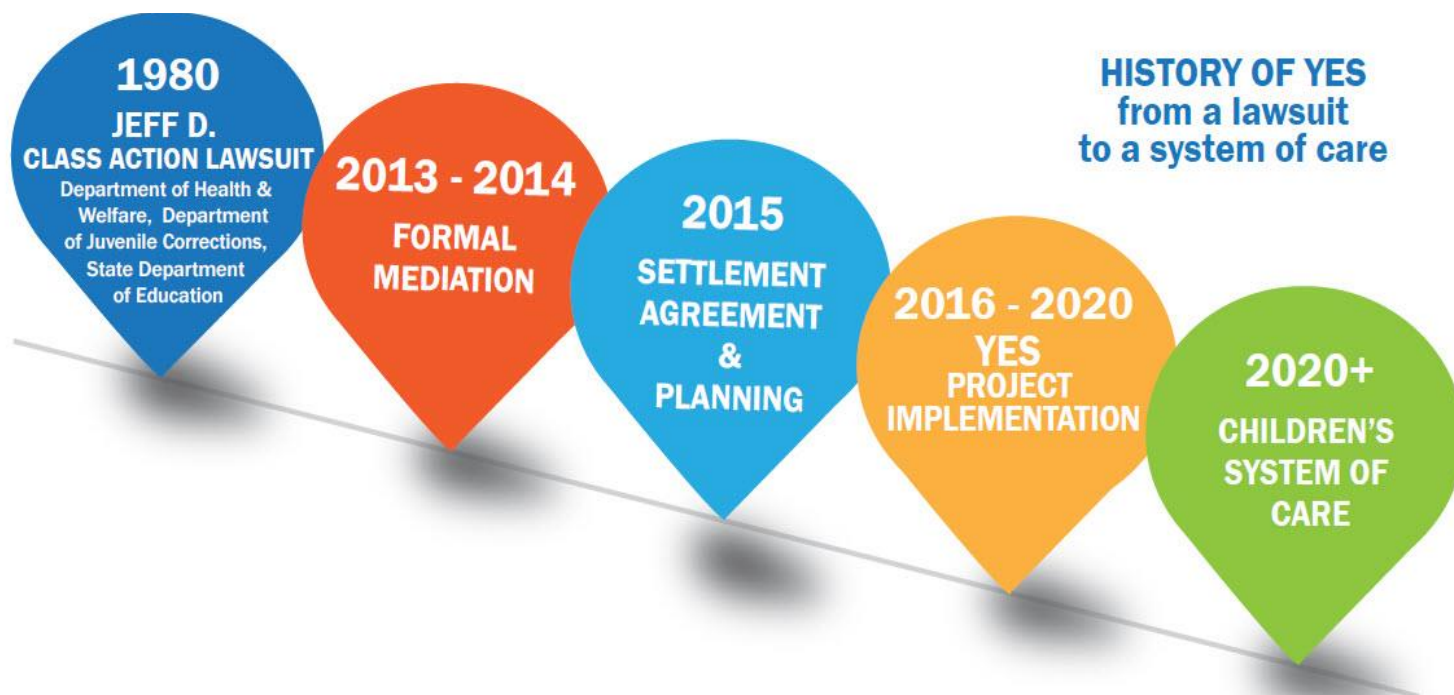 HISTORY OF YES
from a lawsuit
to a system of care
1980
JEFF D.
CLASS ACTION LAWSUIT
Department of Health &
Welfare, Department
of Juvenile Corrections,
State Department
of Education
2013 - 2014
FORMAL
MEDIATION
2015
SETTLEMENT
AGREEMENT
&
PLANNING
2016 - 2020
YES
PROJECT
IMPLEMENTATION
2020+
CHILDREN'S
SYSTEM OF
CARE